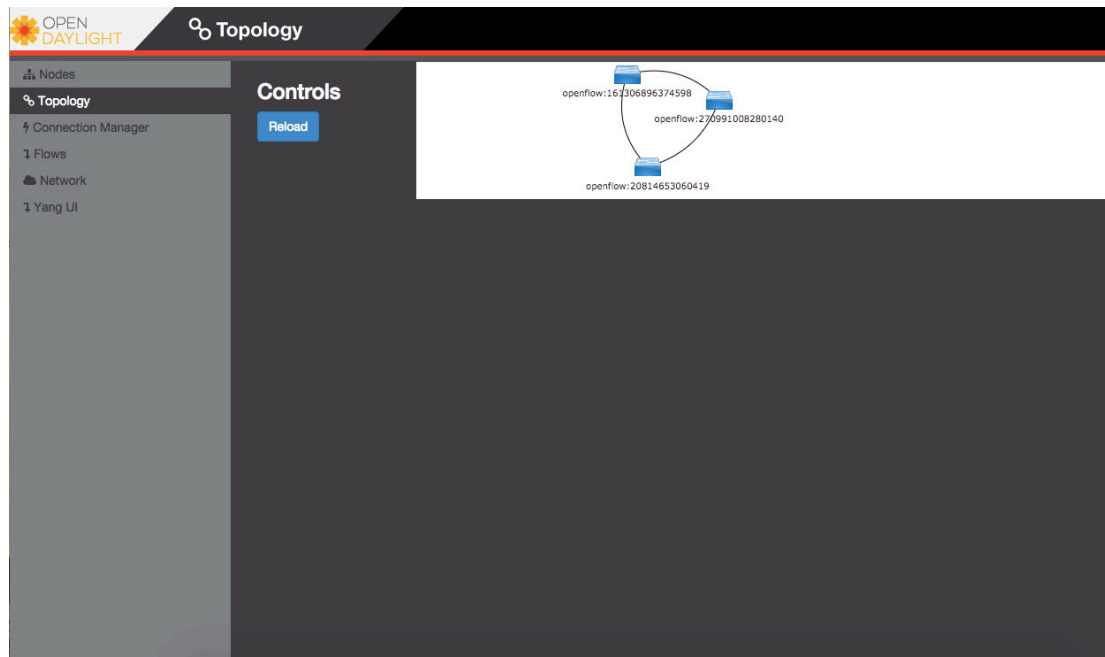 OPEN
DAYLIGHT
Topology
Nodes
Topology
Connection Manager
Flows
Network
Yang UI
Controls
Reload
openflow:161306896374598
openflow:270991008280140
openflow:20814653060419